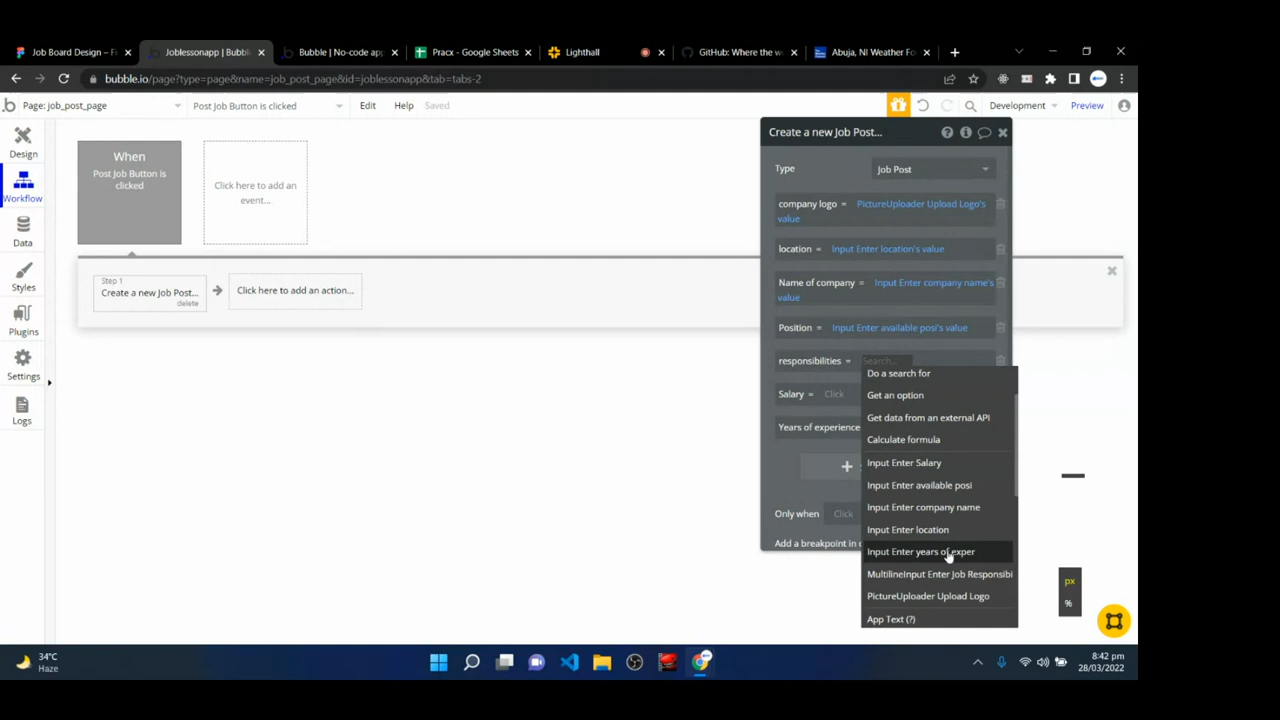 Job Board Design – Fi
Joblessonapp | Bubbl
Bubble | No-code app
Pracx - Google Sheets
Lighthall
GitHub: Where the w
Abuja, NI Weather Fo
bubble.io/page?type=page&name=job_post_page&id=joblessonapp&tab=tabs-2
Page: job_post_page
Post Job Button is clicked
Edit
Help
Saved
Development
Preview
Design
Workflow
Data
Styles
Plugins
Settings
Logs
When
Post Job Button is
clicked
Click here to add an
event...
Step 1
Create a new Job Post...
delete
Click here to add an action...
Create a new Job Post...
Type
Job Post
company logo = PictureUploader Upload Logo's
value
location = Input Enter location's value
Name of company = Input Enter company name's
value
Position = Input Enter available posi's value
responsibilities = Search...
Salary = Click
Years of experience
Only when Click
Add a breakpoint in
Do a search for
Get an option
Get data from an external API
Calculate formula
Input Enter Salary
Input Enter available posi
Input Enter company name
Input Enter location
Input Enter years of exper
MultilineInput Enter Job Responsibi
PictureUploader Upload Logo
App Text (?)
px
%
34°C
Haze
8:42 pm
28/03/2022